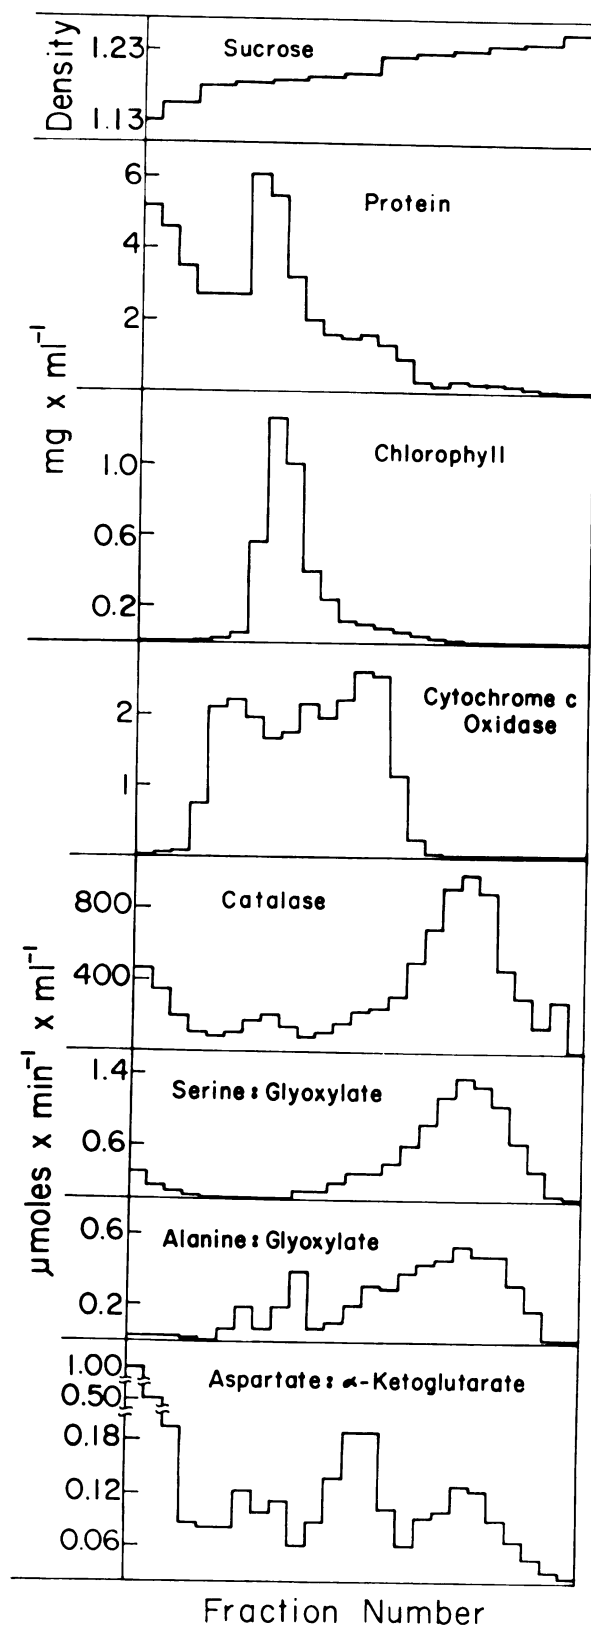 Density
1.23
1.13
Sucrose
mg x ml⁻¹
6
4
2
Protein
1.0
0.6
0.2
Chlorophyll
2
1
Cytochrome c
Oxidase
μmoles x min⁻¹ x ml⁻¹
800
400
Catalase
1.4
0.6
Serine: Glyoxylate
0.6
0.2
Alanine: Glyoxylate
1.00
0.50
0.18
0.12
0.06
Aspartate: α-Ketoglutarate
Fraction Number